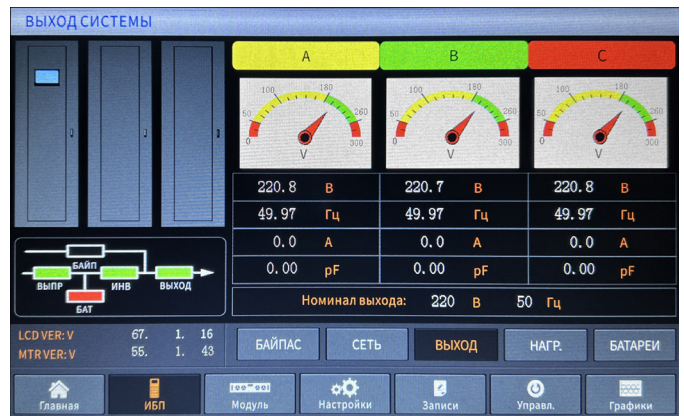 ВЫХОД СИСТЕМЫ
A B C
0 50 100 180 260 300 V
0 50 100 180 260 300 V
0 50 100 180 260 300 V
220.8 В 220.7 В 220.8 В
49.97 Гц 49.97 Гц 49.97 Гц
0.0 А 0.0 А 0.0 А
0.00 pF 0.00 pF 0.00 pF
Номинал выхода: 220 В 50 Гц
БАЙП
ВЫПР ИНВ ВЫХОД
БАТ
LCD VER: V 67. 1. 16
MTR VER: V 55. 1. 43
БАЙПАС СЕТЬ ВЫХОД НАГР. БАТАРЕИ
Главная ИБП Модуль Настройки Записи Управл. Графики